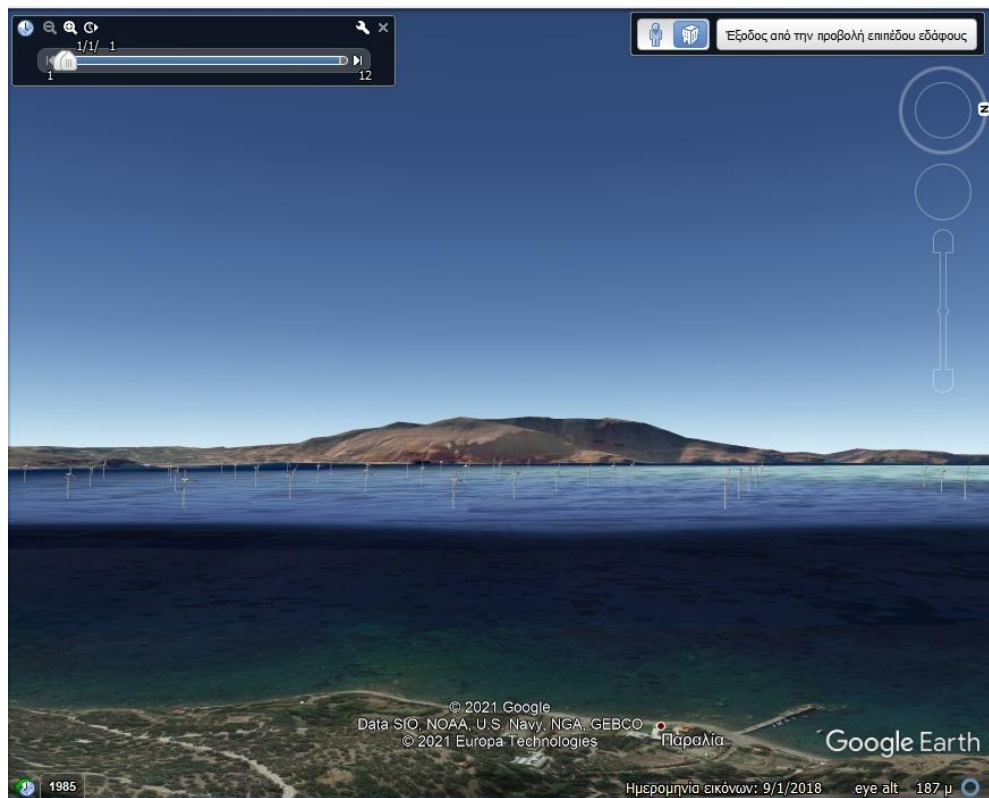 1/1/ 1
1
12
Έξοδος από την προβολή επιπέδου εδάφους
N
© 2021 Google
Data SIO, NOAA, U.S. Navy, NGA, GEBCO
© 2021 Europa Technologies
Παραλία
Google Earth
1985
Ημερομηνία εικόνων: 9/1/2018 eye alt 187 μ